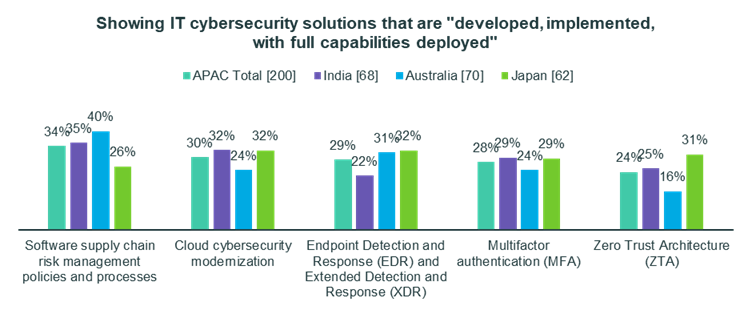 Showing IT cybersecurity solutions that are "developed, implemented,
with full capabilities deployed"
APAC Total [200] India [68] Australia [70] Japan [62]
34% 35% 40% 26%
30% 32% 24% 32%
29% 22% 31% 32%
28% 29% 24% 29%
24% 25% 16% 31%
Software supply chain
risk management
policies and processes
Cloud cybersecurity
modernization
Endpoint Detection and
Response (EDR) and
Extended Detection and
Response (XDR)
Multifactor
authentication (MFA)
Zero Trust Architecture
(ZTA)